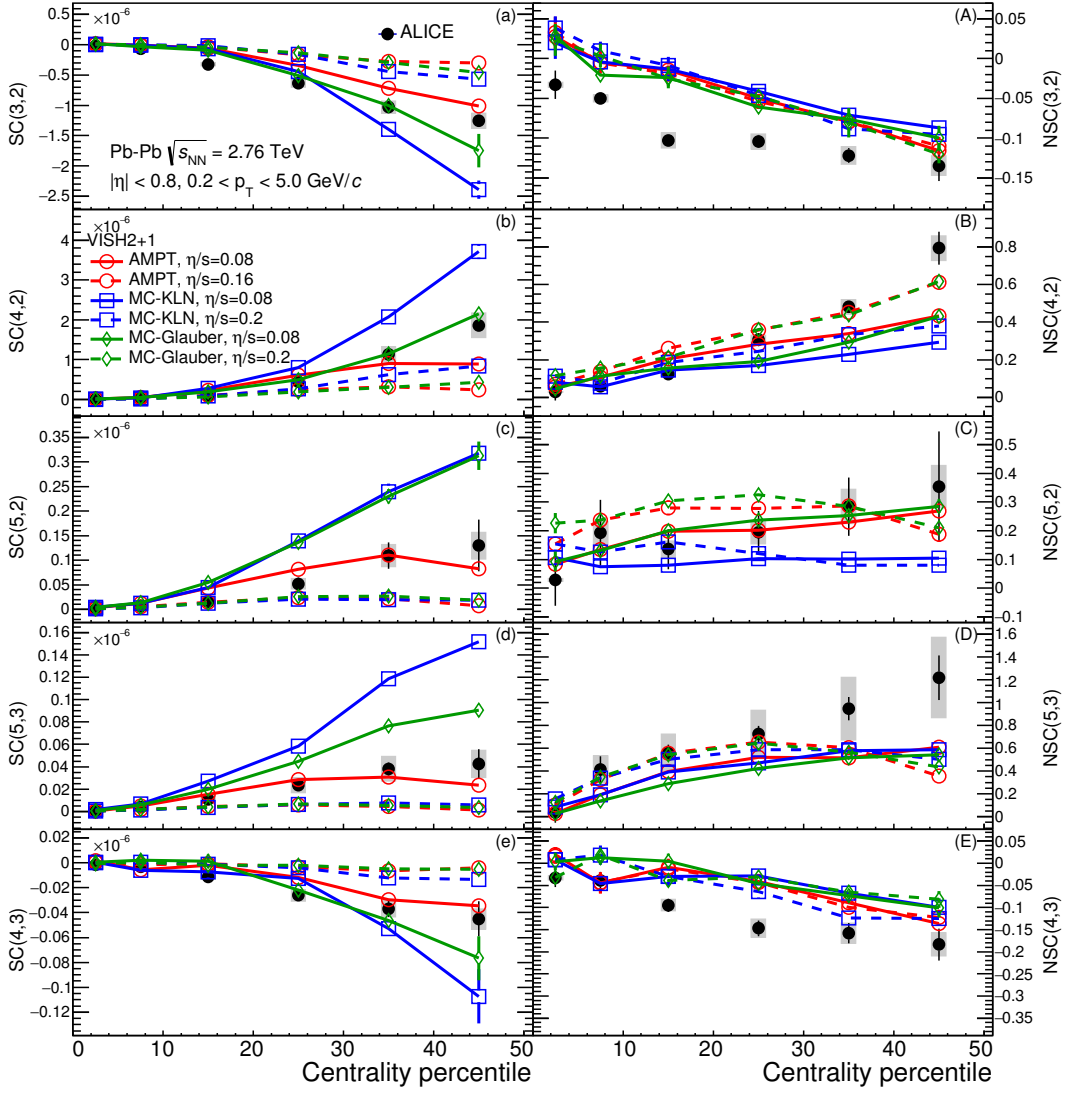 ×10⁻⁶
ALICE
(a)
0
−0.5
−1
−1.5
−2
−2.5
SC(3,2)
Pb-Pb √s_NN = 2.76 TeV
|η| < 0.8, 0.2 < p_T < 5.0 GeV/c
(A)
0.05
0
−0.05
−0.1
−0.15
NSC(3,2)
×10⁻⁶
(b)
4
3
2
1
0
SC(4,2)
VISH2+1
AMPT, η/s=0.08
AMPT, η/s=0.16
MC-KLN, η/s=0.08
MC-KLN, η/s=0.2
MC-Glauber, η/s=0.08
MC-Glauber, η/s=0.2
(B)
0.8
0.6
0.4
0.2
0
NSC(4,2)
×10⁻⁶
(c)
0.35
0.3
0.25
0.2
0.15
0.1
0.05
0
SC(5,2)
(C)
0.5
0.4
0.3
0.2
0.1
0
0.1
NSC(5,2)
×10⁻⁶
(d)
0.16
0.14
0.12
0.1
0.08
0.06
0.04
0.02
0
SC(5,3)
(D)
1.6
1.4
1.2
1
0.8
0.6
0.4
0.2
0
NSC(5,3)
×10⁻⁶
(e)
0.02
0
−0.02
−0.04
−0.06
−0.08
−0.1
−0.12
SC(4,3)
(E)
0.05
0
−0.05
−0.1
−0.15
−0.2
−0.25
−0.3
−0.35
NSC(4,3)
0 10 20 30 40 50
10 20 30 40 50
Centrality percentile
Centrality percentile